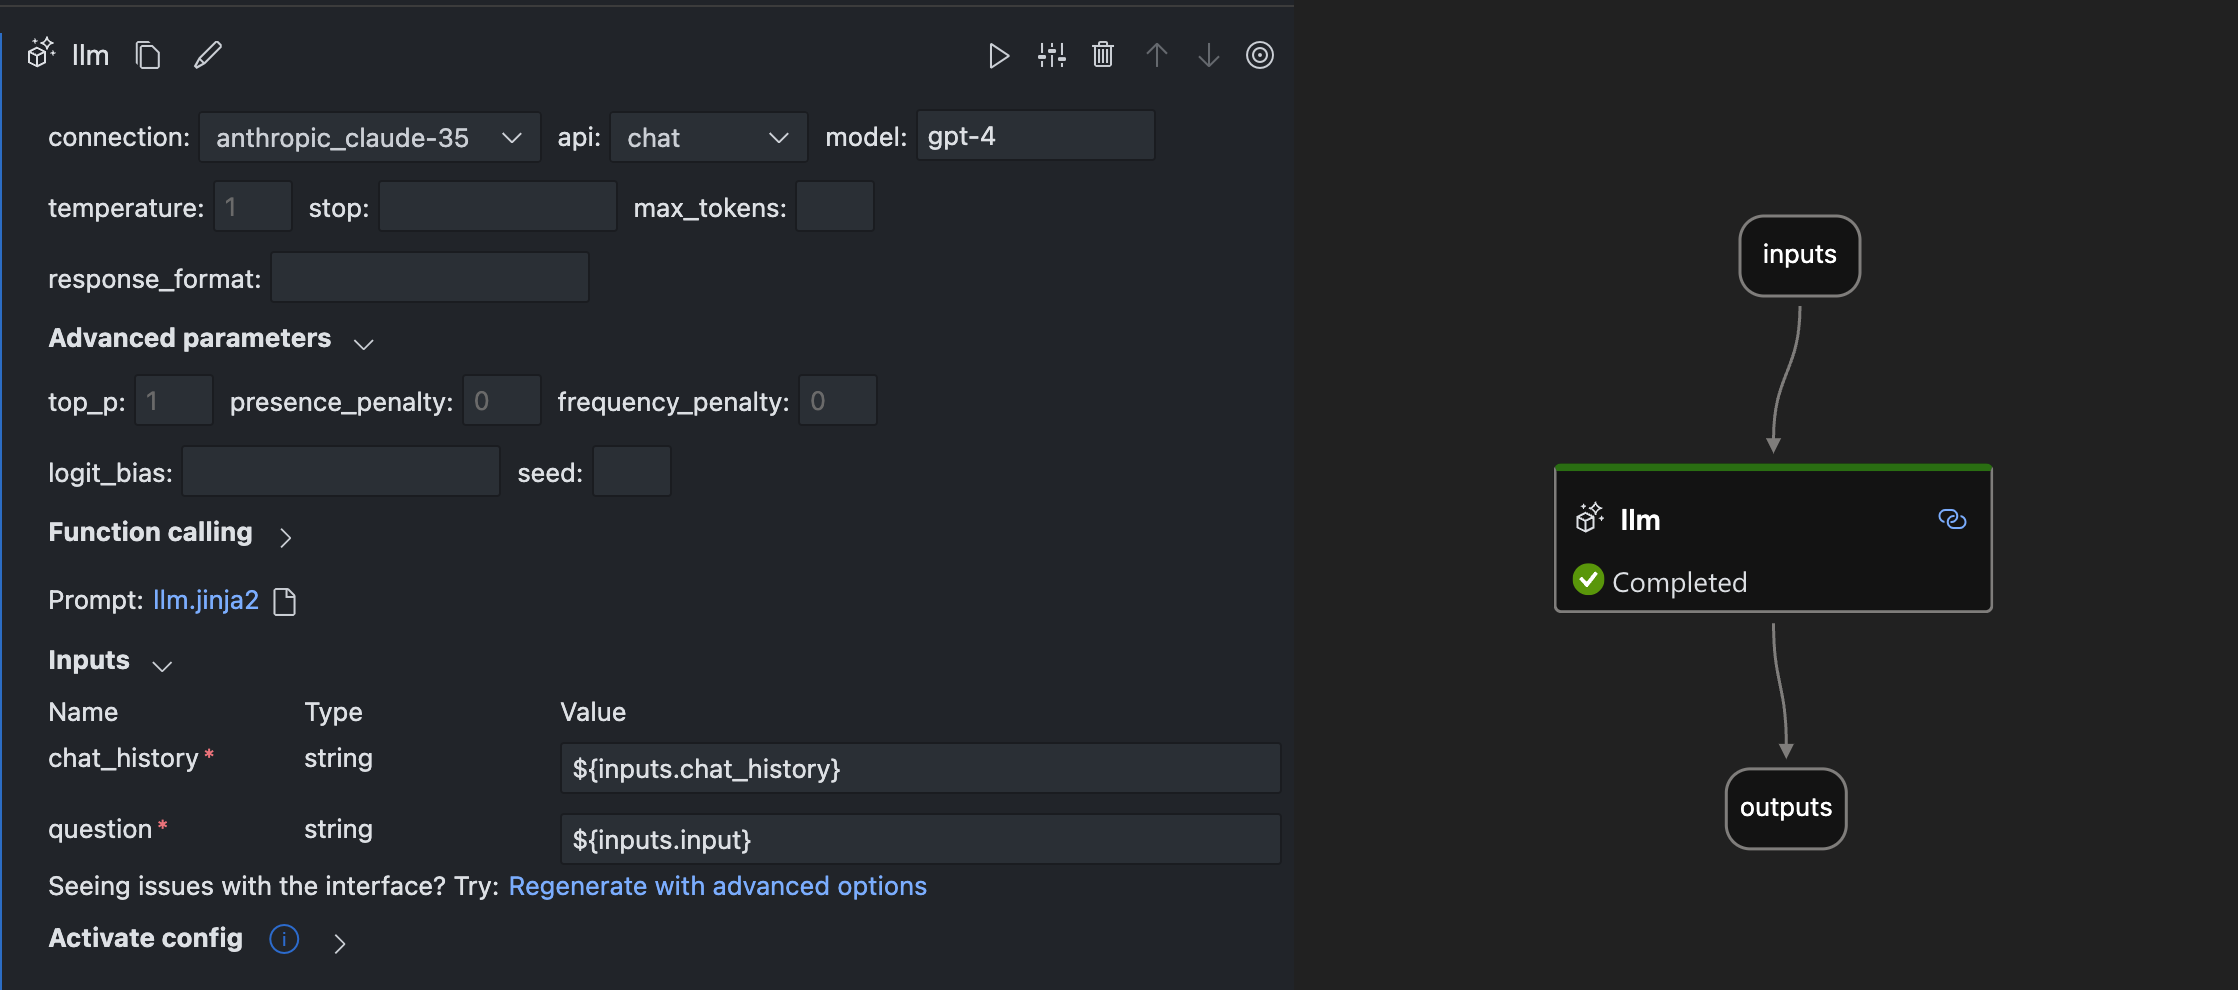 llm
connection: anthropic_claude-35 api: chat model: gpt-4
temperature: 1 stop: max_tokens:
response_format:
Advanced parameters
top_p: 1 presence_penalty: 0 frequency_penalty: 0
logit_bias: seed:
Function calling
Prompt: llm.jinja2
Inputs
Name Type Value
chat_history* string ${inputs.chat_history}
question* string ${inputs.input}
Seeing issues with the interface? Try: Regenerate with advanced options
Activate config
inputs
llm
Completed
outputs